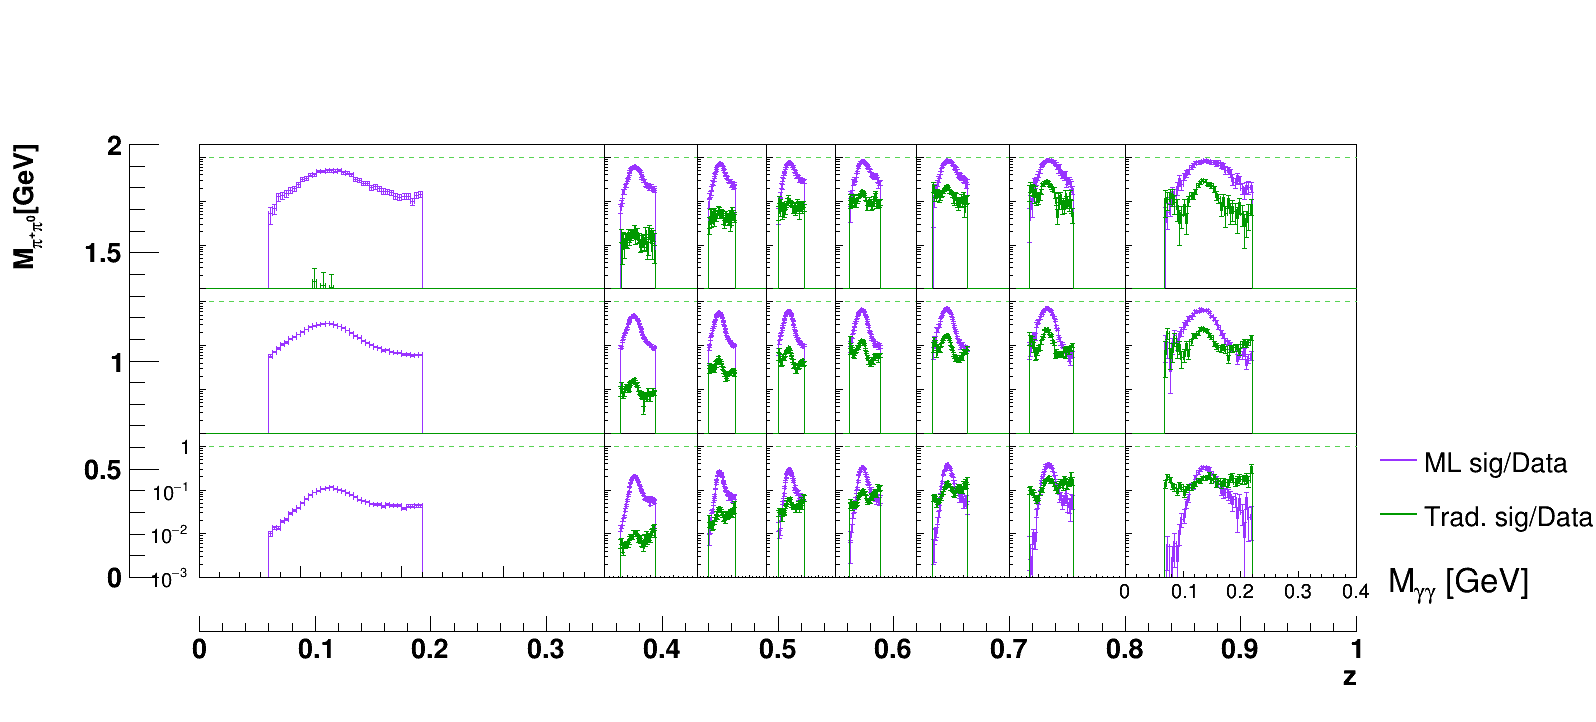 M_{π⁺π⁰} [GeV]
2
1.5
1
0.5
0
1
10⁻¹
10⁻²
10⁻³
ML sig/Data
Trad. sig/Data
0 0.1 0.2 0.3 0.4
M_{γγ} [GeV]
0 0.1 0.2 0.3 0.4 0.5 0.6 0.7 0.8 0.9 1
z